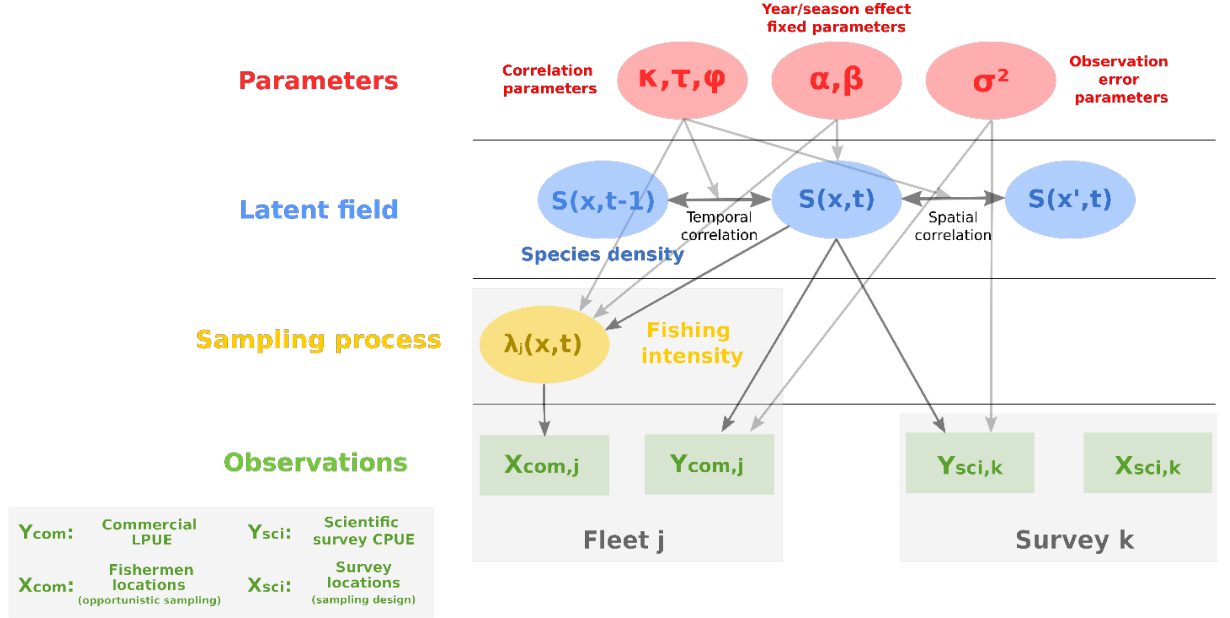 Year/season effect
fixed parameters
Parameters
Correlation
parameters
κ,τ,φ
α,β
σ²
Observation
error
parameters
Latent field
S(x,t-1)
Temporal
correlation
S(x,t)
Spatial
correlation
S(x',t)
Species density
Sampling process
λj(x,t)
Fishing
intensity
Observations
Xcom,j
Ycom,j
Ysci,k
Xsci,k
Fleet j
Survey k
Ycom:
Commercial
LPUE
Ysci:
Scientific
survey CPUE
Xcom:
Fishermen
locations
(opportunistic sampling)
Xsci:
Survey
locations
(sampling design)